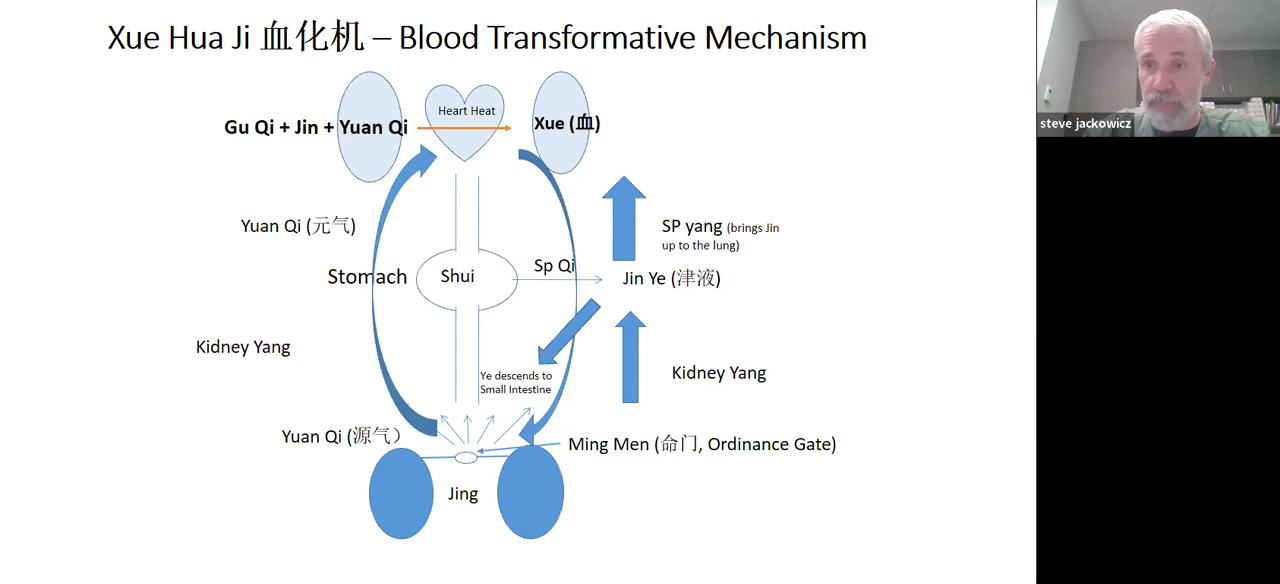 Xue Hua Ji 血化机 – Blood Transformative Mechanism
steve jackowicz
Heart Heat
Gu Qi + Jin + Yuan Qi
Xue (血)
Yuan Qi (元气)
SP yang (brings Jin
up to the lung)
Stomach
Shui
Sp Qi
Jin Ye (津液)
Kidney Yang
Ye descends to
Small Intestine
Kidney Yang
Yuan Qi (源气）
Ming Men (命门, Ordinance Gate)
Jing